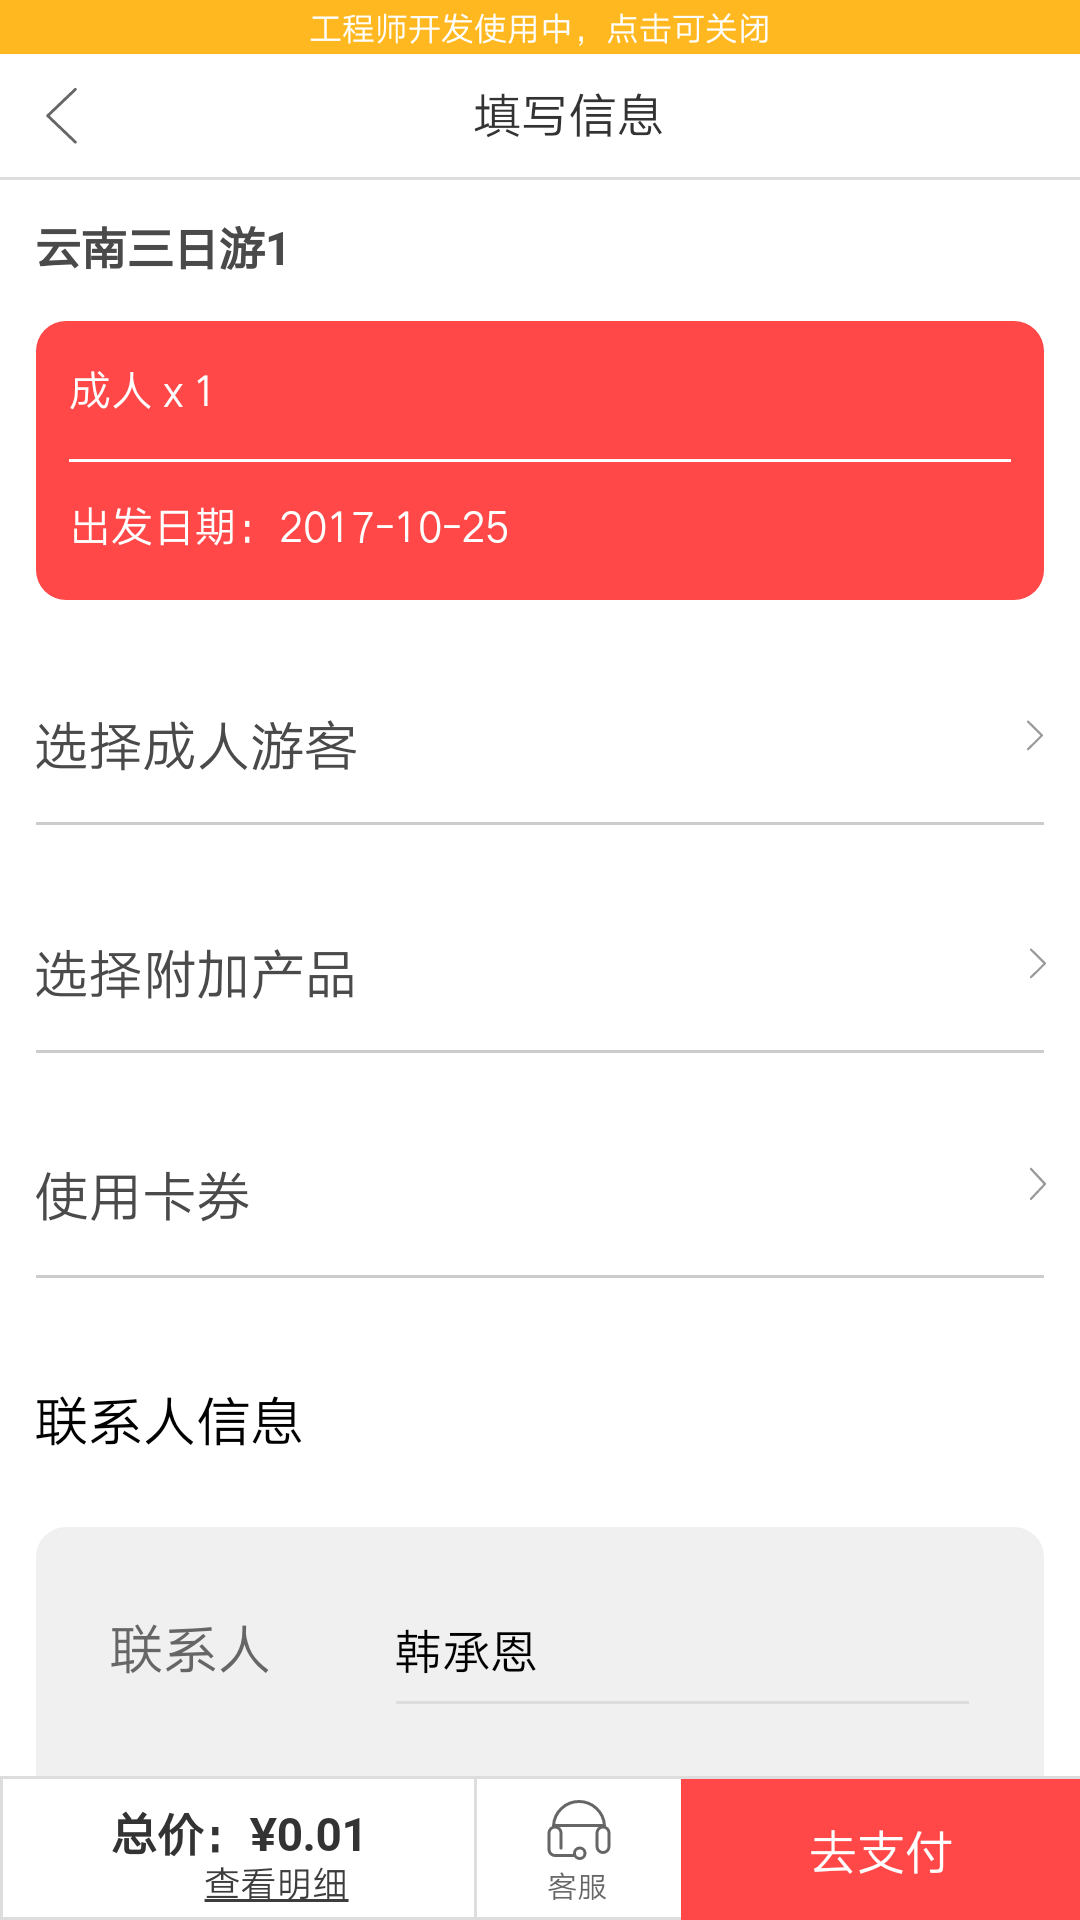 工程师开发使用中，点击可关闭
填写信息
云南三日游1
成人 x 1
出发日期：2017-10-25
选择成人游客
选择附加产品
使用卡券
联系人信息
联系人 韩承恩
总价：¥0.01
查看明细
客服
去支付